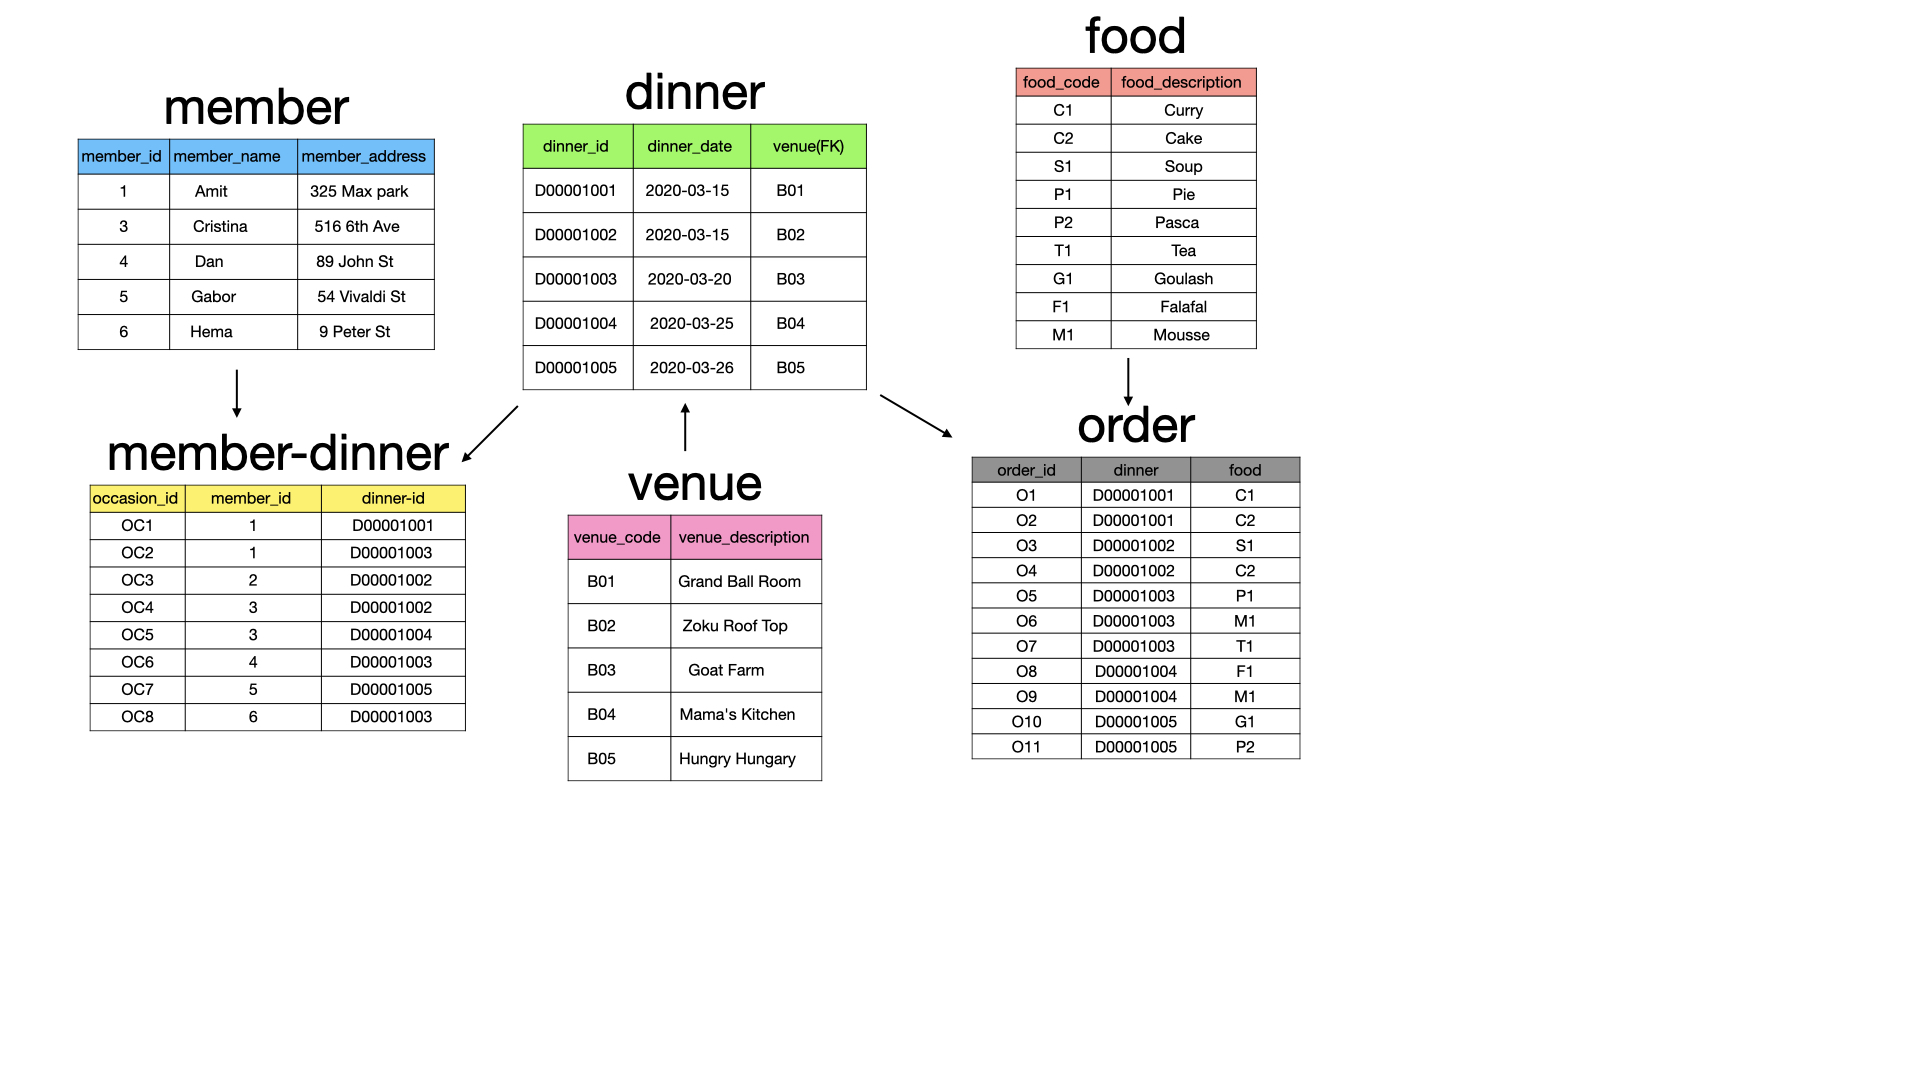 member
member_id member_name member_address
1 Amit 325 Max park
3 Cristina 516 6th Ave
4 Dan 89 John St
5 Gabor 54 Vivaldi St
6 Hema 9 Peter St
dinner
dinner_id dinner_date venue(FK)
D00001001 2020-03-15 B01
D00001002 2020-03-15 B02
D00001003 2020-03-20 B03
D00001004 2020-03-25 B04
D00001005 2020-03-26 B05
food
food_code food_description
C1 Curry
C2 Cake
S1 Soup
P1 Pie
P2 Pasca
T1 Tea
G1 Goulash
F1 Falafal
M1 Mousse
member-dinner
occasion_id member_id dinner-id
OC1 1 D00001001
OC2 1 D00001003
OC3 2 D00001002
OC4 3 D00001002
OC5 3 D00001004
OC6 4 D00001003
OC7 5 D00001005
OC8 6 D00001003
venue
venue_code venue_description
B01 Grand Ball Room
B02 Zoku Roof Top
B03 Goat Farm
B04 Mama's Kitchen
B05 Hungry Hungary
order
order_id dinner food
O1 D00001001 C1
O2 D00001001 C2
O3 D00001002 S1
O4 D00001002 C2
O5 D00001003 P1
O6 D00001003 M1
O7 D00001003 T1
O8 D00001004 F1
O9 D00001004 M1
O10 D00001005 G1
O11 D00001005 P2